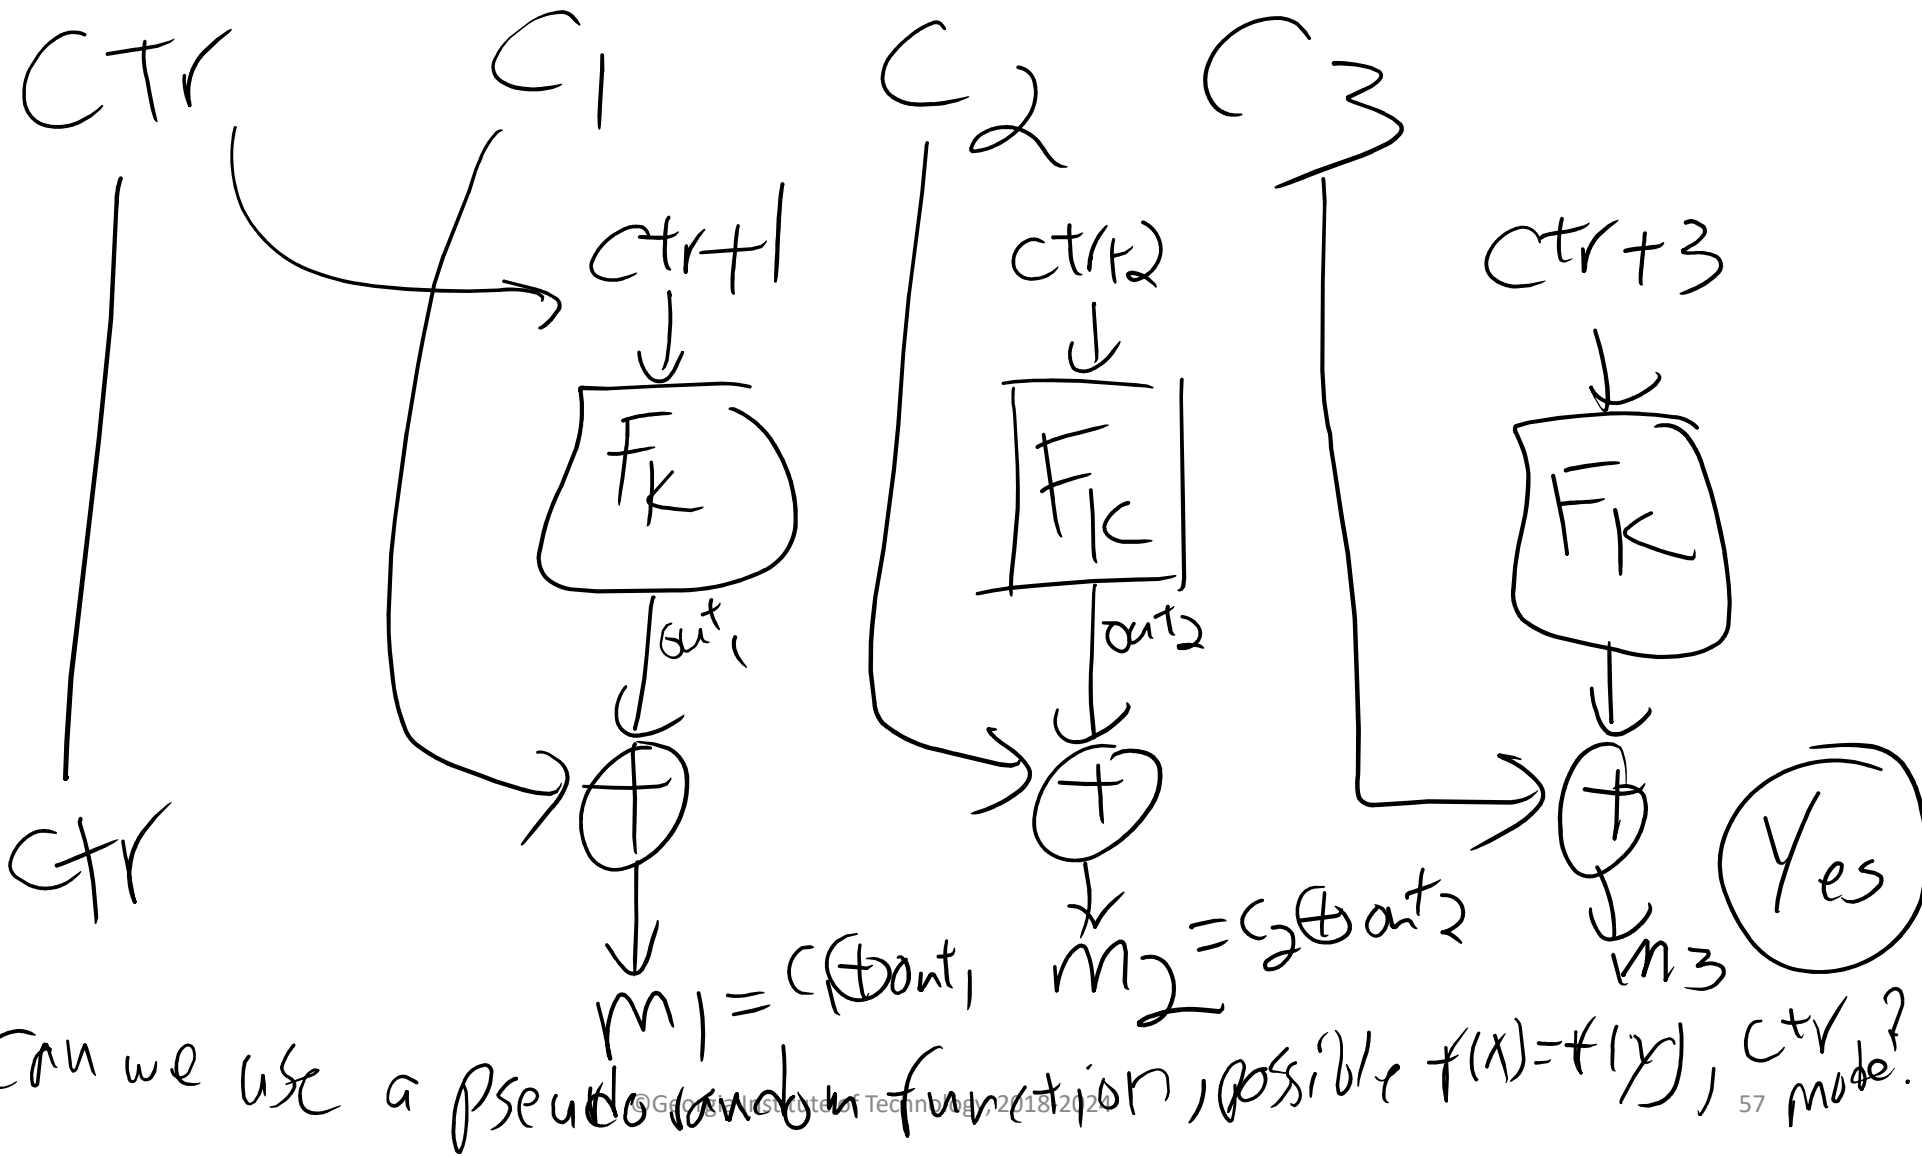 CTr C1 C2 C3
ctr+1 ctr+2 ctr+3
FK FK FK
out1 out2
+ + +
ctr Yes
m1 = C1⊕out1 m2 = C2⊕out2 m3
can we use a pseudorandom function, possible f(x)=f(y), ctr mode?
©Georgia Institute of Technology, 2018-2024 57